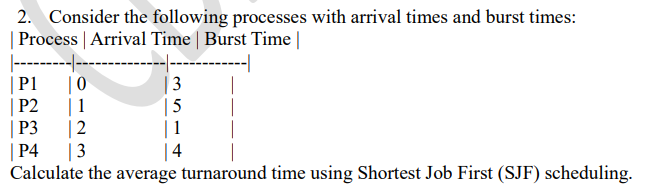 2. Consider the following processes with arrival times and burst times:
| Process | Arrival Time | Burst Time |
|---------|--------------|------------|
| P1 | 0 | 3 |
| P2 | 1 | 5 |
| P3 | 2 | 1 |
| P4 | 3 | 4 |
Calculate the average turnaround time using Shortest Job First (SJF) scheduling.